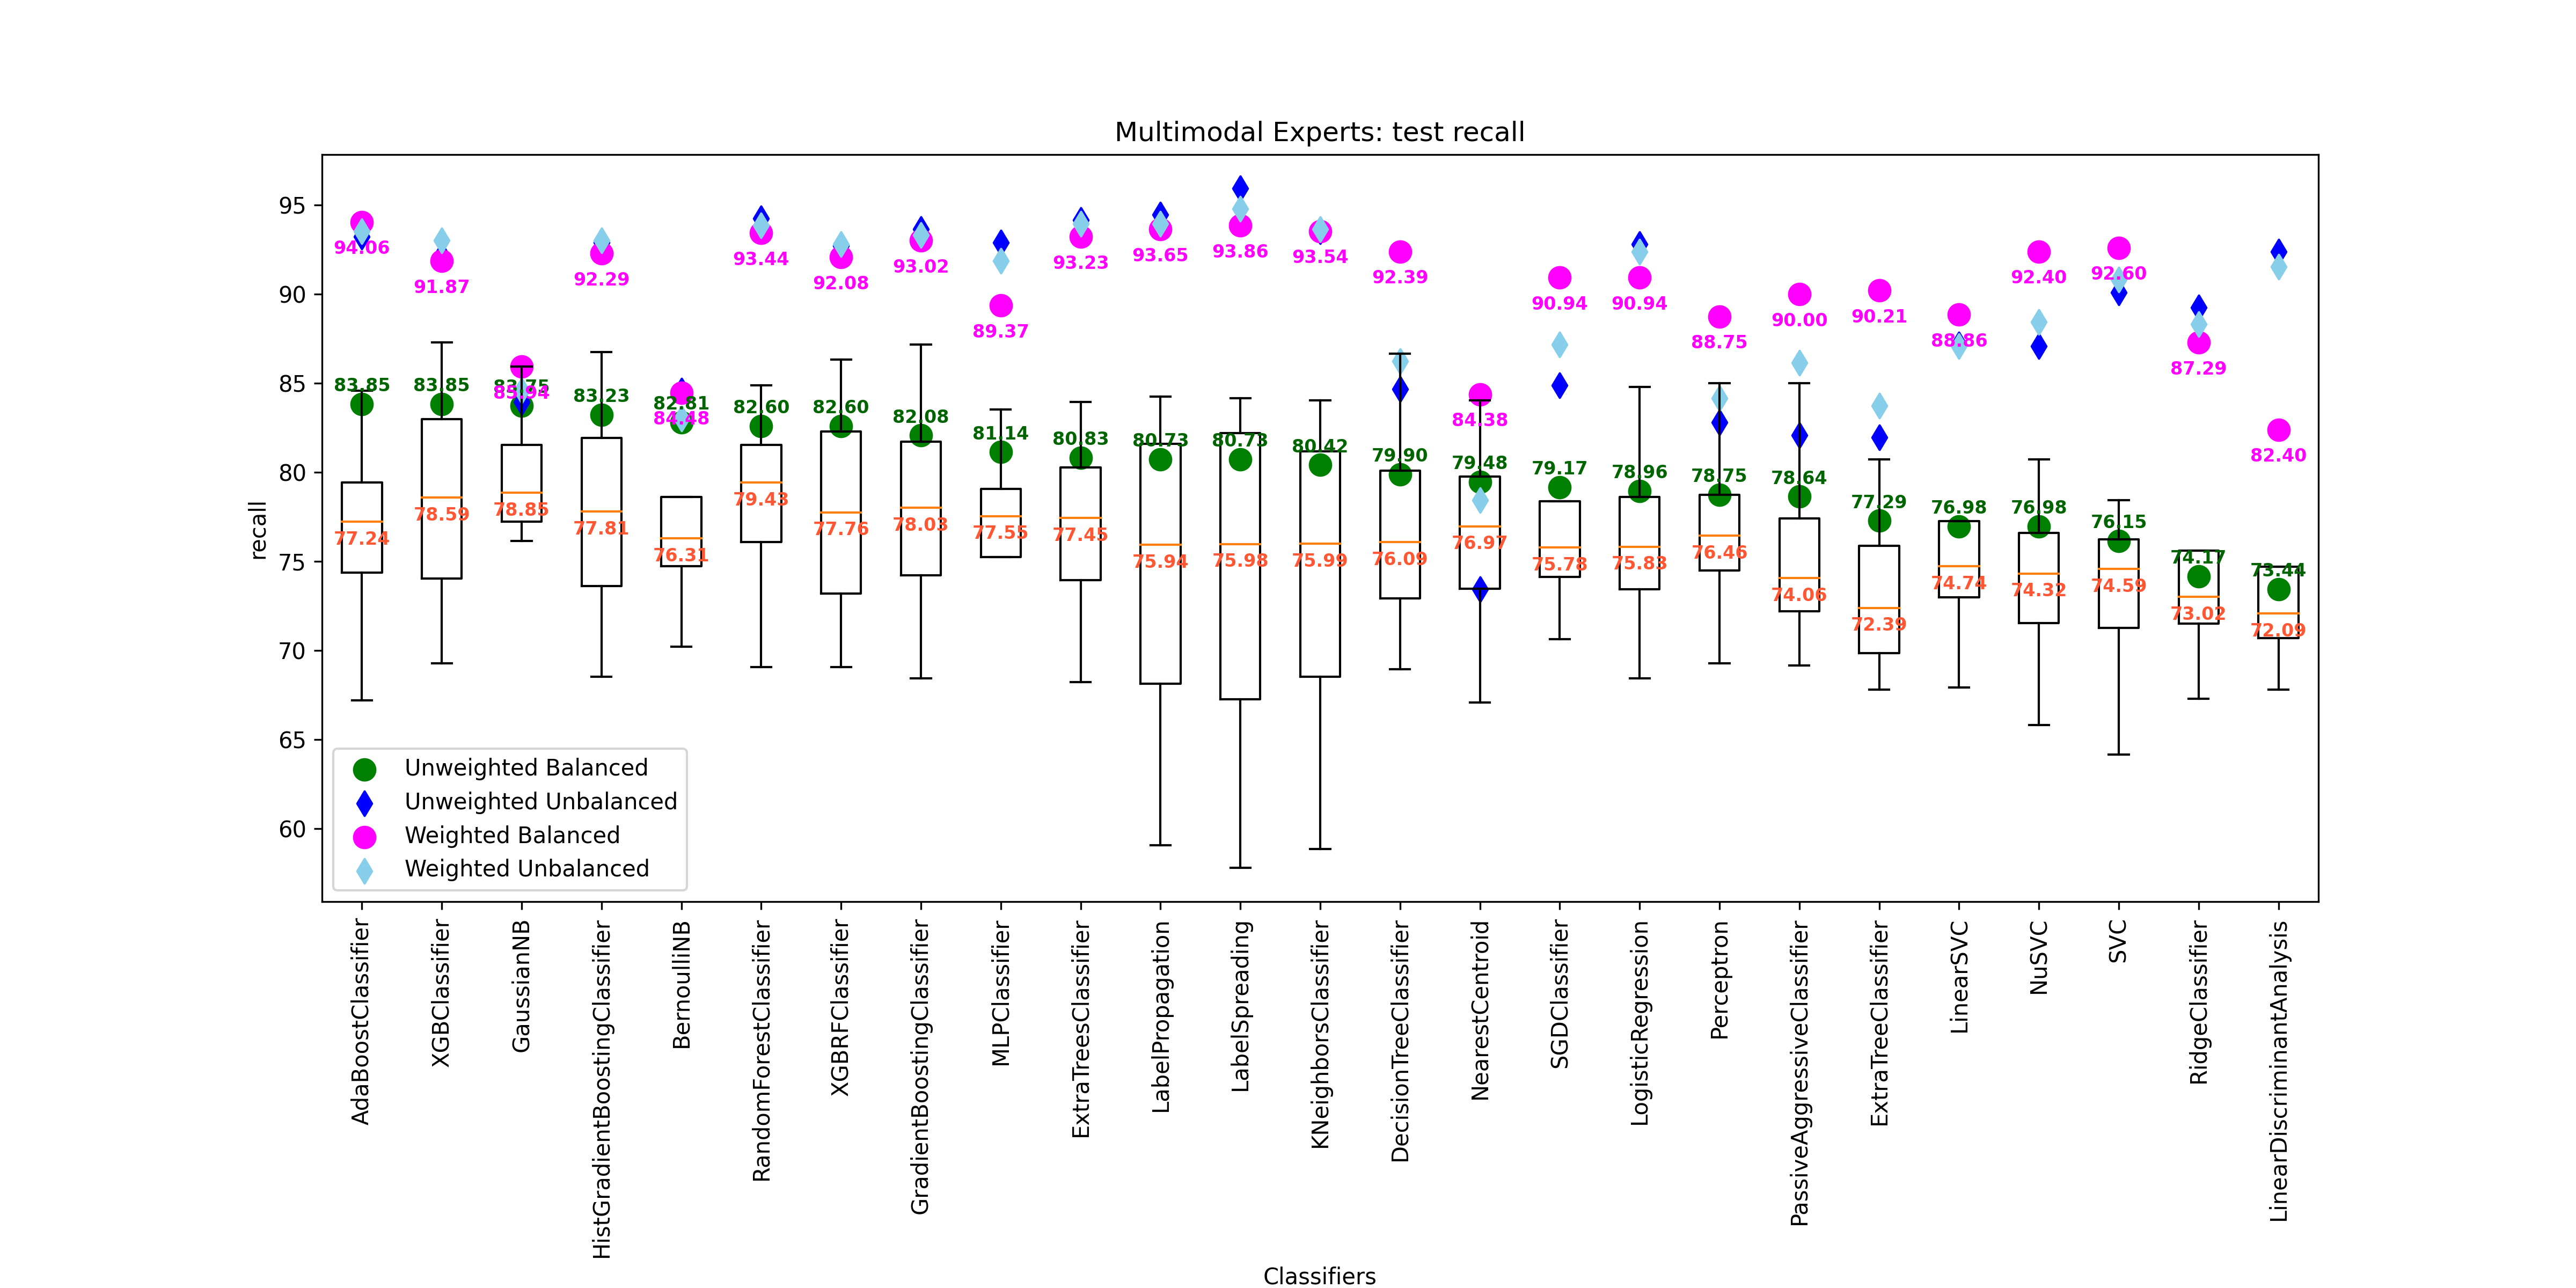 Multimodal Experts: test recall
recall
95
90
85
80
75
70
65
60
94.06
91.87
85.94
92.29
84.48
93.44
92.08
93.02
89.37
93.23
93.65
93.86
93.54
92.39
84.38
90.94
90.94
88.75
90.00
90.21
88.86
92.40
92.60
87.29
82.40
83.85
83.85
83.75
83.23
82.81
82.60
82.60
82.08
81.14
80.83
80.73
80.73
80.42
79.90
79.48
79.17
78.96
78.75
78.64
77.29
76.98
76.98
76.15
74.17
73.44
77.24
78.59
78.85
77.81
76.31
79.43
77.76
78.03
77.55
77.45
75.94
75.98
75.99
76.09
76.97
75.78
75.83
76.46
74.06
72.39
74.74
74.32
74.59
73.02
72.09
Unweighted Balanced
Unweighted Unbalanced
Weighted Balanced
Weighted Unbalanced
AdaBoostClassifier
XGBClassifier
GaussianNB
HistGradientBoostingClassifier
BernoulliNB
RandomForestClassifier
XGBRFClassifier
GradientBoostingClassifier
MLPClassifier
ExtraTreesClassifier
LabelPropagation
LabelSpreading
KNeighborsClassifier
DecisionTreeClassifier
NearestCentroid
SGDClassifier
LogisticRegression
Perceptron
PassiveAggressiveClassifier
ExtraTreeClassifier
LinearSVC
NuSVC
SVC
RidgeClassifier
LinearDiscriminantAnalysis
Classifiers